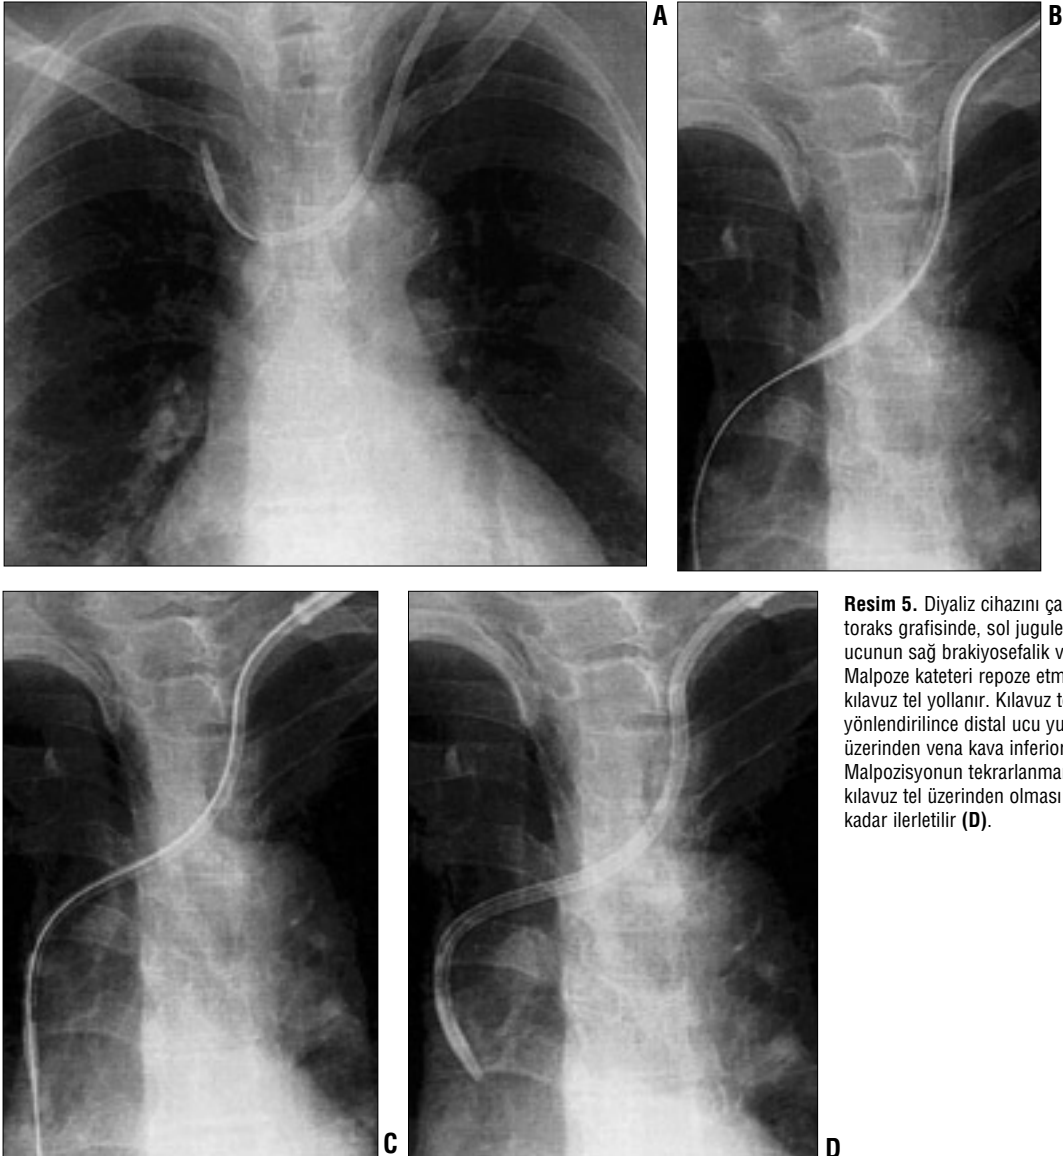 A
B
C
D
Resim 5. Diyaliz cihazını ça
toraks grafisinde, sol jugule
ucunun sağ brakiyosefalik v
Malpoze kateteri repoze etm
kılavuz tel yollanır. Kılavuz te
yönlendirilince distal ucu yu
üzerinden vena kava inferior
Malpozisyonun tekrarlanma
kılavuz tel üzerinden olması
kadar ilerletilir (D).